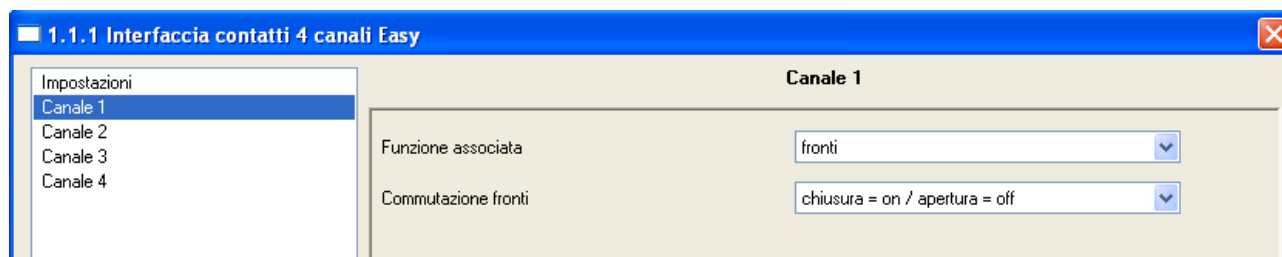 1.1.1 Interfaccia contatti 4 canali Easy
Impostazioni
Canale 1
Canale 2
Canale 3
Canale 4
Canale 1
Funzione associata
fronti
Commutazione fronti
chiusura = on / apertura = off